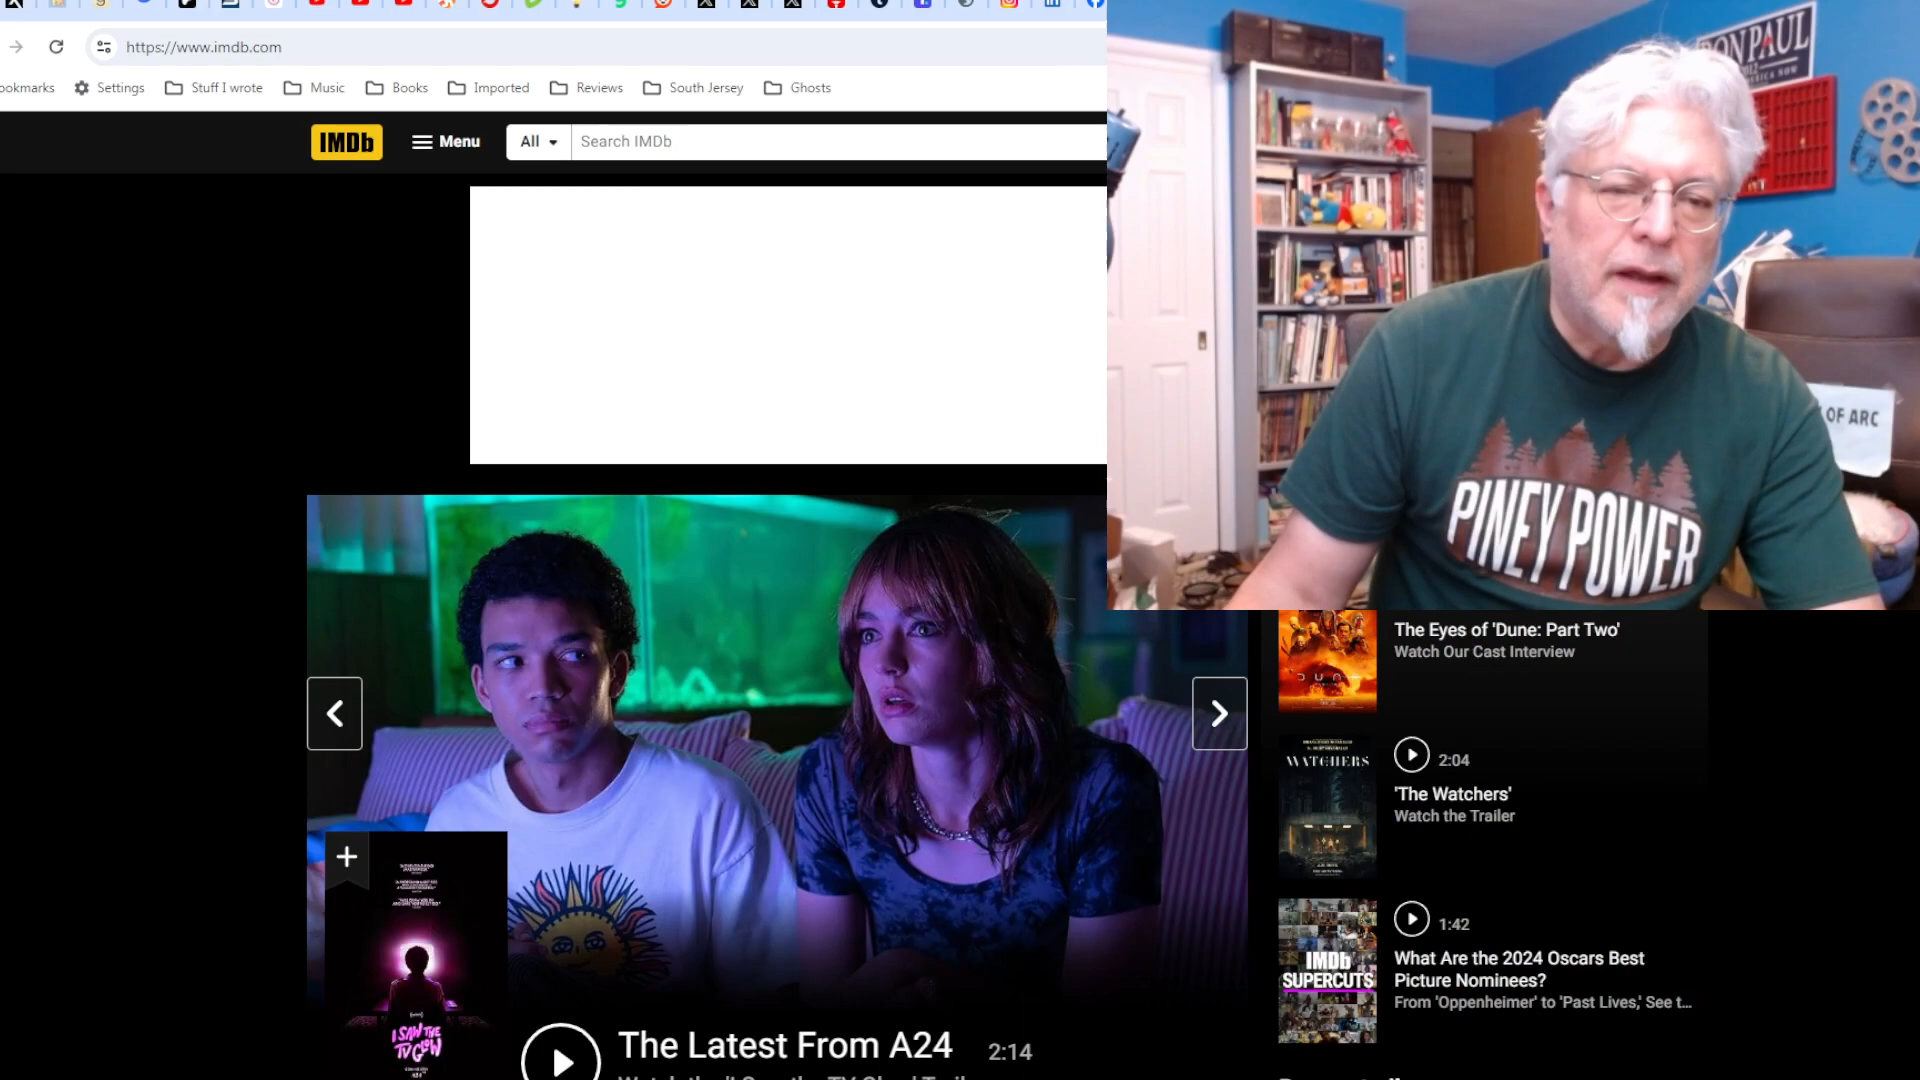 https://www.imdb.com
ookmarks
Settings
Stuff I wrote
Music
Books
Imported
Reviews
South Jersey
Ghosts
IMDb
Menu
All
Search IMDb
ON PAUL
2012
OF ARC
PINEY POWER
The Eyes of 'Dune: Part Two'
Watch Our Cast Interview
DUN
WATCHERS
2:04
'The Watchers'
Watch the Trailer
1:42
What Are the 2024 Oscars Best
Picture Nominees?
From 'Oppenheimer' to 'Past Lives,' See t...
IMDb
SUPERCUTS
I SAW THE
TV GLOW
The Latest From A24
2:14